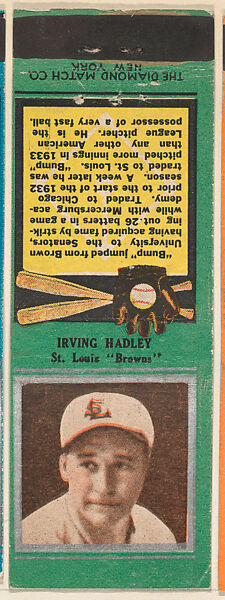 THE DIAMOND MATCH CO.
NEW YORK
"Bump" jumped from Brown
University to the Senators,
having acquired fame by strik-
ing out 26 batters in a game
while with Mercersburg aca-
demy. Traded to Chicago
prior to the start of the 1932
season. A week later he was
traded to St. Louis. "Bump"
pitched more innings in 1933
than any other American
League pitcher. He is the
possessor of a very fast ball.
IRVING HADLEY
St. Louis "Browns"
StL